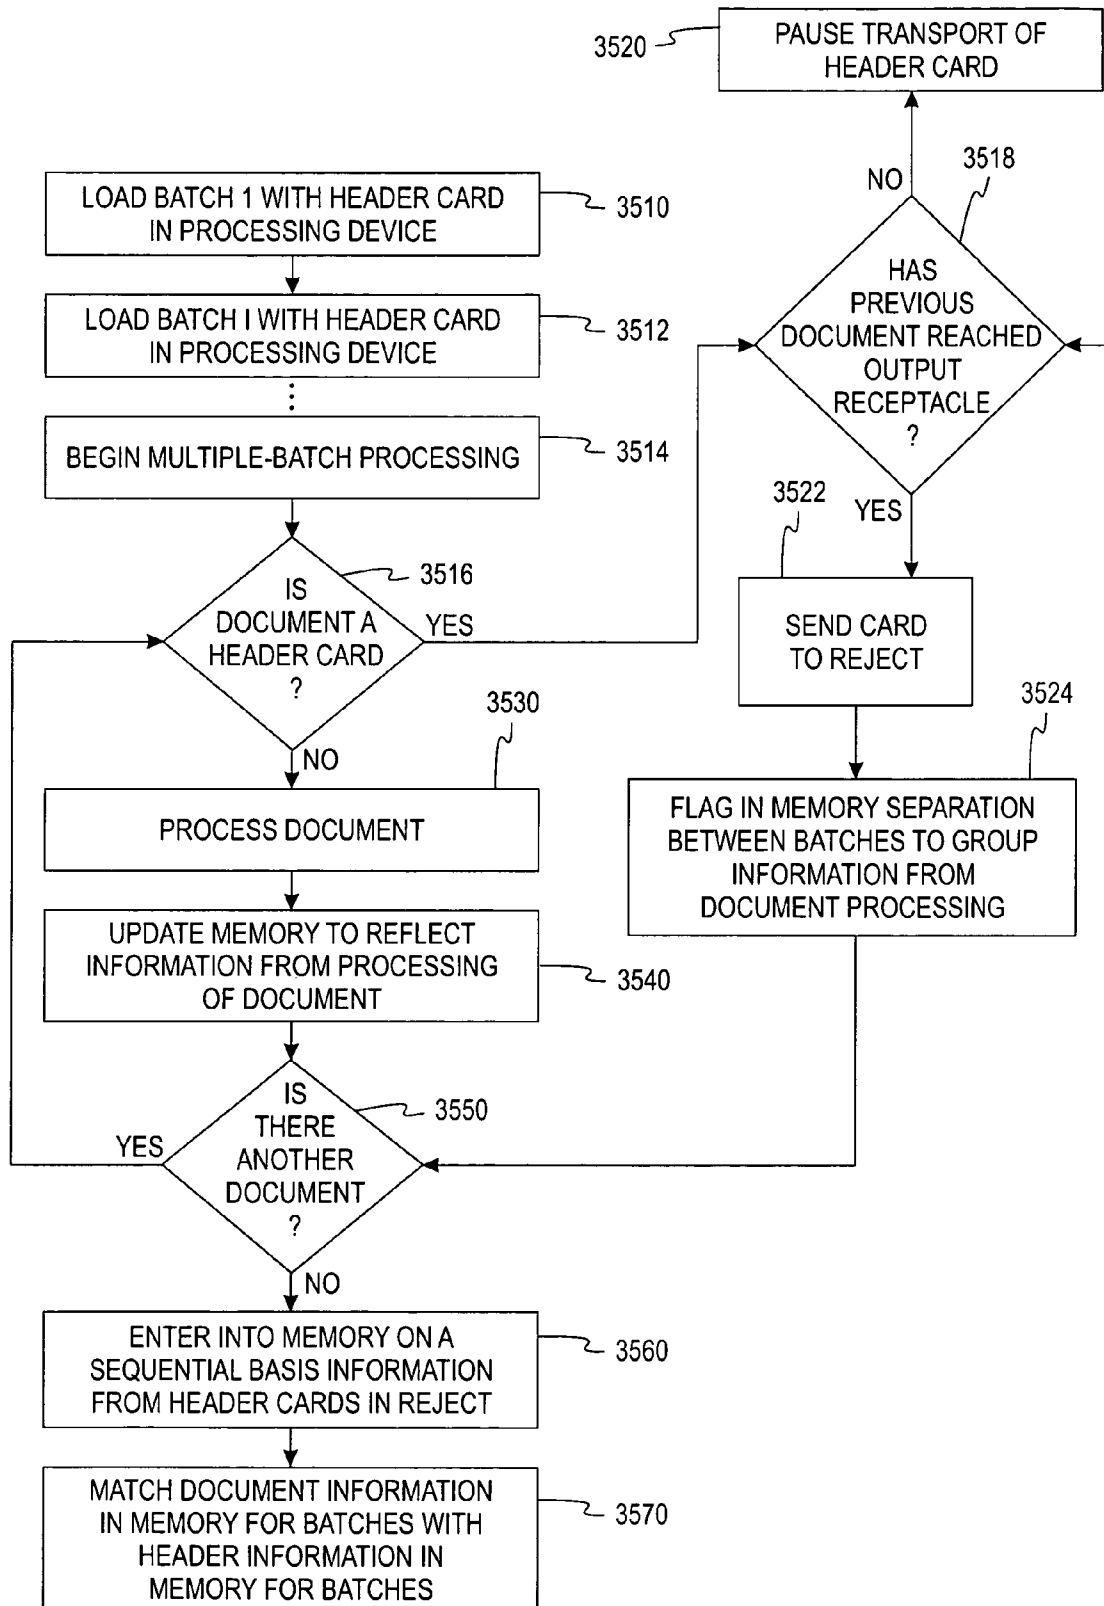 PAUSE TRANSPORT OF
HEADER CARD
3520
3518
NO
HAS
PREVIOUS
DOCUMENT REACHED
OUTPUT
RECEPTACLE
?
YES
LOAD BATCH 1 WITH HEADER CARD
IN PROCESSING DEVICE
3510
LOAD BATCH I WITH HEADER CARD
IN PROCESSING DEVICE
3512
BEGIN MULTIPLE-BATCH PROCESSING
3514
IS
DOCUMENT A
HEADER CARD
?
3516
YES
NO
3522
SEND CARD
TO REJECT
3524
FLAG IN MEMORY SEPARATION
BETWEEN BATCHES TO GROUP
INFORMATION FROM
DOCUMENT PROCESSING
3530
PROCESS DOCUMENT
UPDATE MEMORY TO REFLECT
INFORMATION FROM PROCESSING
OF DOCUMENT
3540
IS
THERE
ANOTHER
DOCUMENT
?
3550
YES
NO
ENTER INTO MEMORY ON A
SEQUENTIAL BASIS INFORMATION
FROM HEADER CARDS IN REJECT
3560
MATCH DOCUMENT INFORMATION
IN MEMORY FOR BATCHES WITH
HEADER INFORMATION IN
MEMORY FOR BATCHES
3570